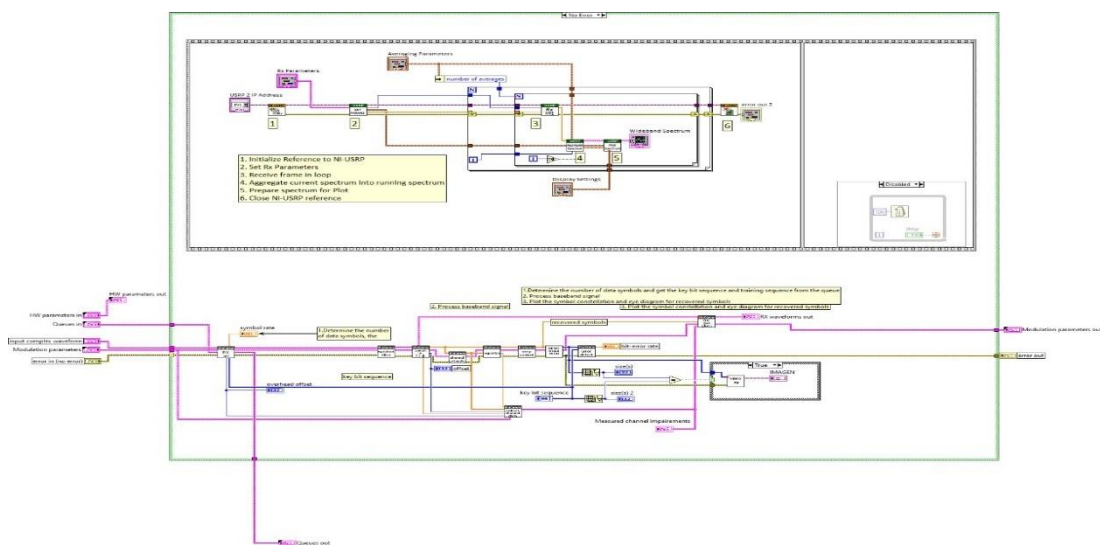 No Error
Averaging Parameters
number of averages
Rx Parameters
USRP 2 IP Address
N
N
error out 2
1
2
3
6
Wideband Spectrum
4
5
i
i
Display Settings
1. Initialize Reference to NI-USRP
2. Set Rx Parameters
3. Receive frame in loop
4. Aggregate current spectrum into running spectrum
5. Prepare spectrum for Plot
6. Close NI-USRP reference
Disabled
i
HW parameters out
HW parameters in
Queues in
input complex waveform
Modulation parameters
error in (no error)
symbol rate
1.Determine the number
of data symbols, the
2. Process baseband signal
1.Determine the number of data symbols and get the key bit sequence and training sequence from the queue
2. Process baseband signal
3. Plot the symbol constellation and eye diagram for recovered symbols
3. Plot the symbol constellation and eye diagram for recovered symbols
RX waveforms out
recovered symbols
Modulation parameters out
error out
bit-error rate
offset
key bit sequence
overhead offset
size(s)
key bit sequence
size(s) 2
True
IMAGEN
Measured channel impairements
Queues out